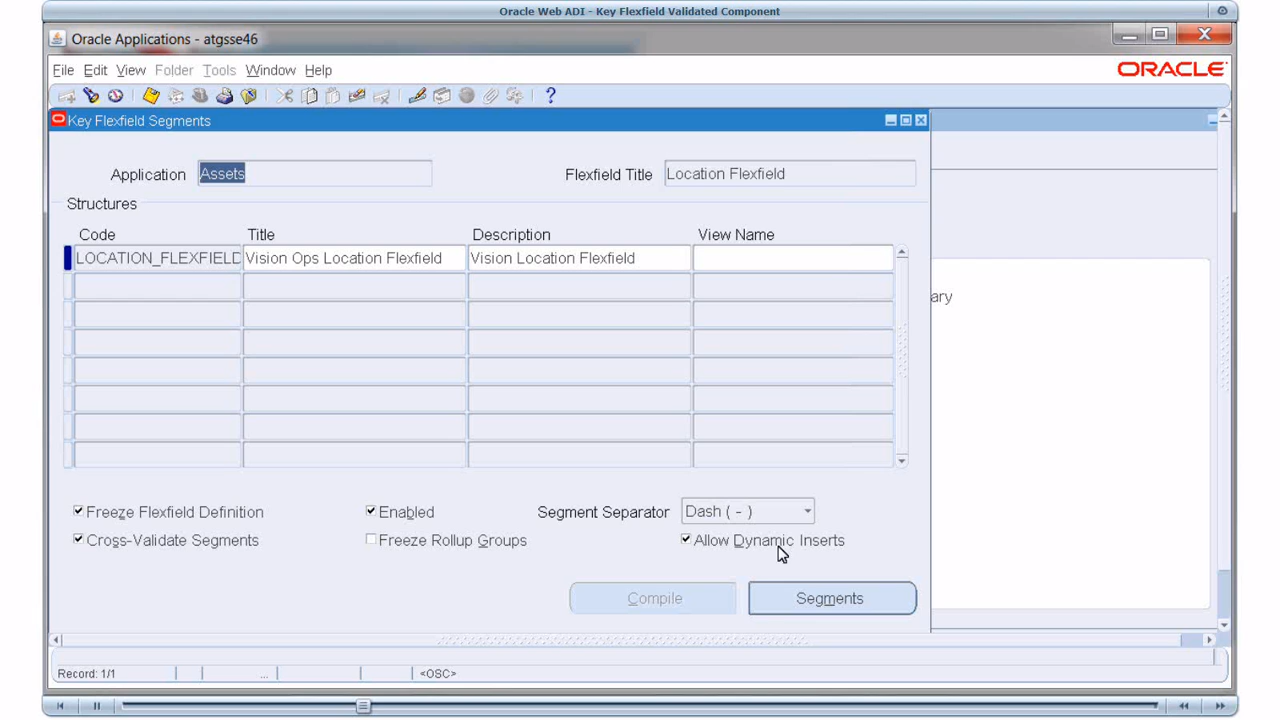 Oracle Web ADI - Key Flexfield Validated Component
Oracle Applications - atgsse46
File Edit View Folder Tools Window Help
ORACLE
Key Flexfield Segments
Application Assets Flexfield Title Location Flexfield
Structures
Code Title Description View Name
LOCATION_FLEXFIELD Vision Ops Location Flexfield Vision Location Flexfield
ary
Freeze Flexfield Definition Enabled Segment Separator Dash ( - )
Cross-Validate Segments Freeze Rollup Groups Allow Dynamic Inserts
Compile Segments
Record: 1/1 ... <OSC>